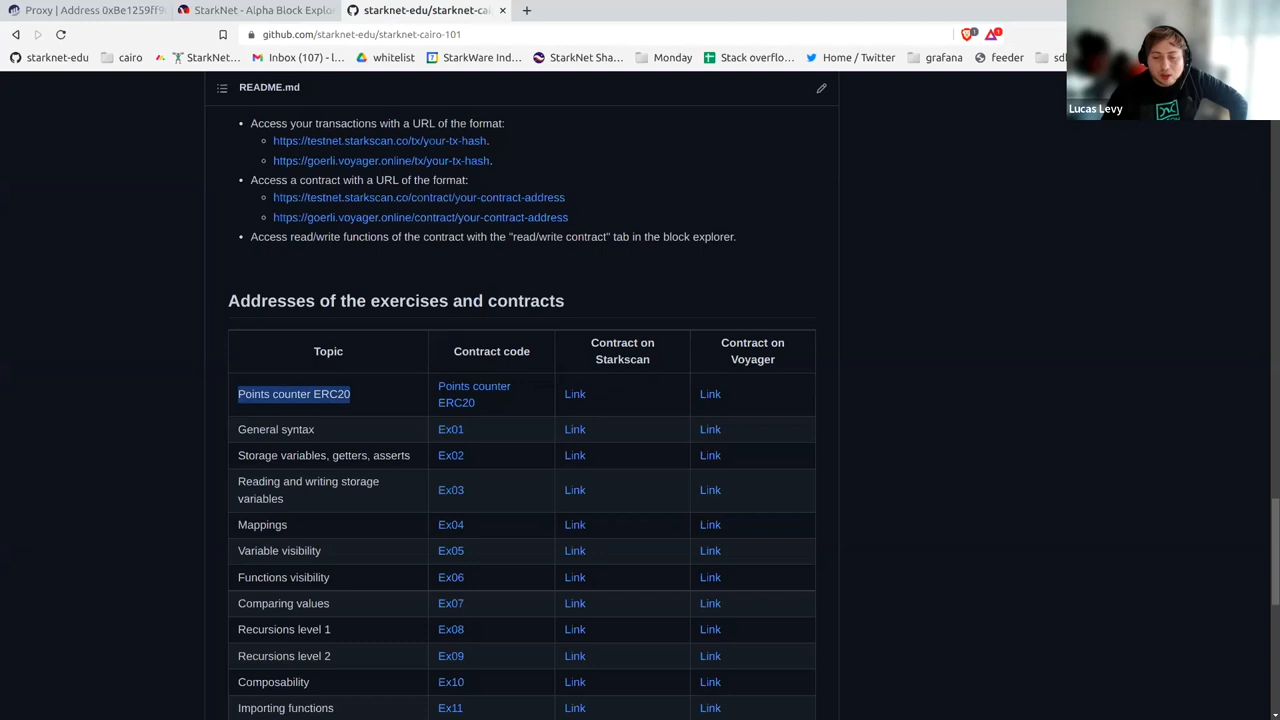 Proxy | Address 0xBe1259ff9
StarkNet - Alpha Block Explo
starknet-edu/starknet-cai
github.com/starknet-edu/starknet-cairo-101
1
1
starknet-edu
cairo
StarkNet…
Inbox (107) - l…
whitelist
StarkWare Ind…
StarkNet Sha…
Monday
Stack overflo…
Home / Twitter
grafana
feeder
sd
Lucas Levy
README.md
Access your transactions with a URL of the format:
https://testnet.starkscan.co/tx/your-tx-hash.
https://goerli.voyager.online/tx/your-tx-hash.
Access a contract with a URL of the format:
https://testnet.starkscan.co/contract/your-contract-address
https://goerli.voyager.online/contract/your-contract-address
Access read/write functions of the contract with the "read/write contract" tab in the block explorer.
Addresses of the exercises and contracts
Topic
Contract code
Contract on
Starkscan
Contract on
Voyager
Points counter ERC20
Points counter
ERC20
Link
Link
General syntax
Ex01
Link
Link
Storage variables, getters, asserts
Ex02
Link
Link
Reading and writing storage
variables
Ex03
Link
Link
Mappings
Ex04
Link
Link
Variable visibility
Ex05
Link
Link
Functions visibility
Ex06
Link
Link
Comparing values
Ex07
Link
Link
Recursions level 1
Ex08
Link
Link
Recursions level 2
Ex09
Link
Link
Composability
Ex10
Link
Link
Importing functions
Ex11
Link
Link